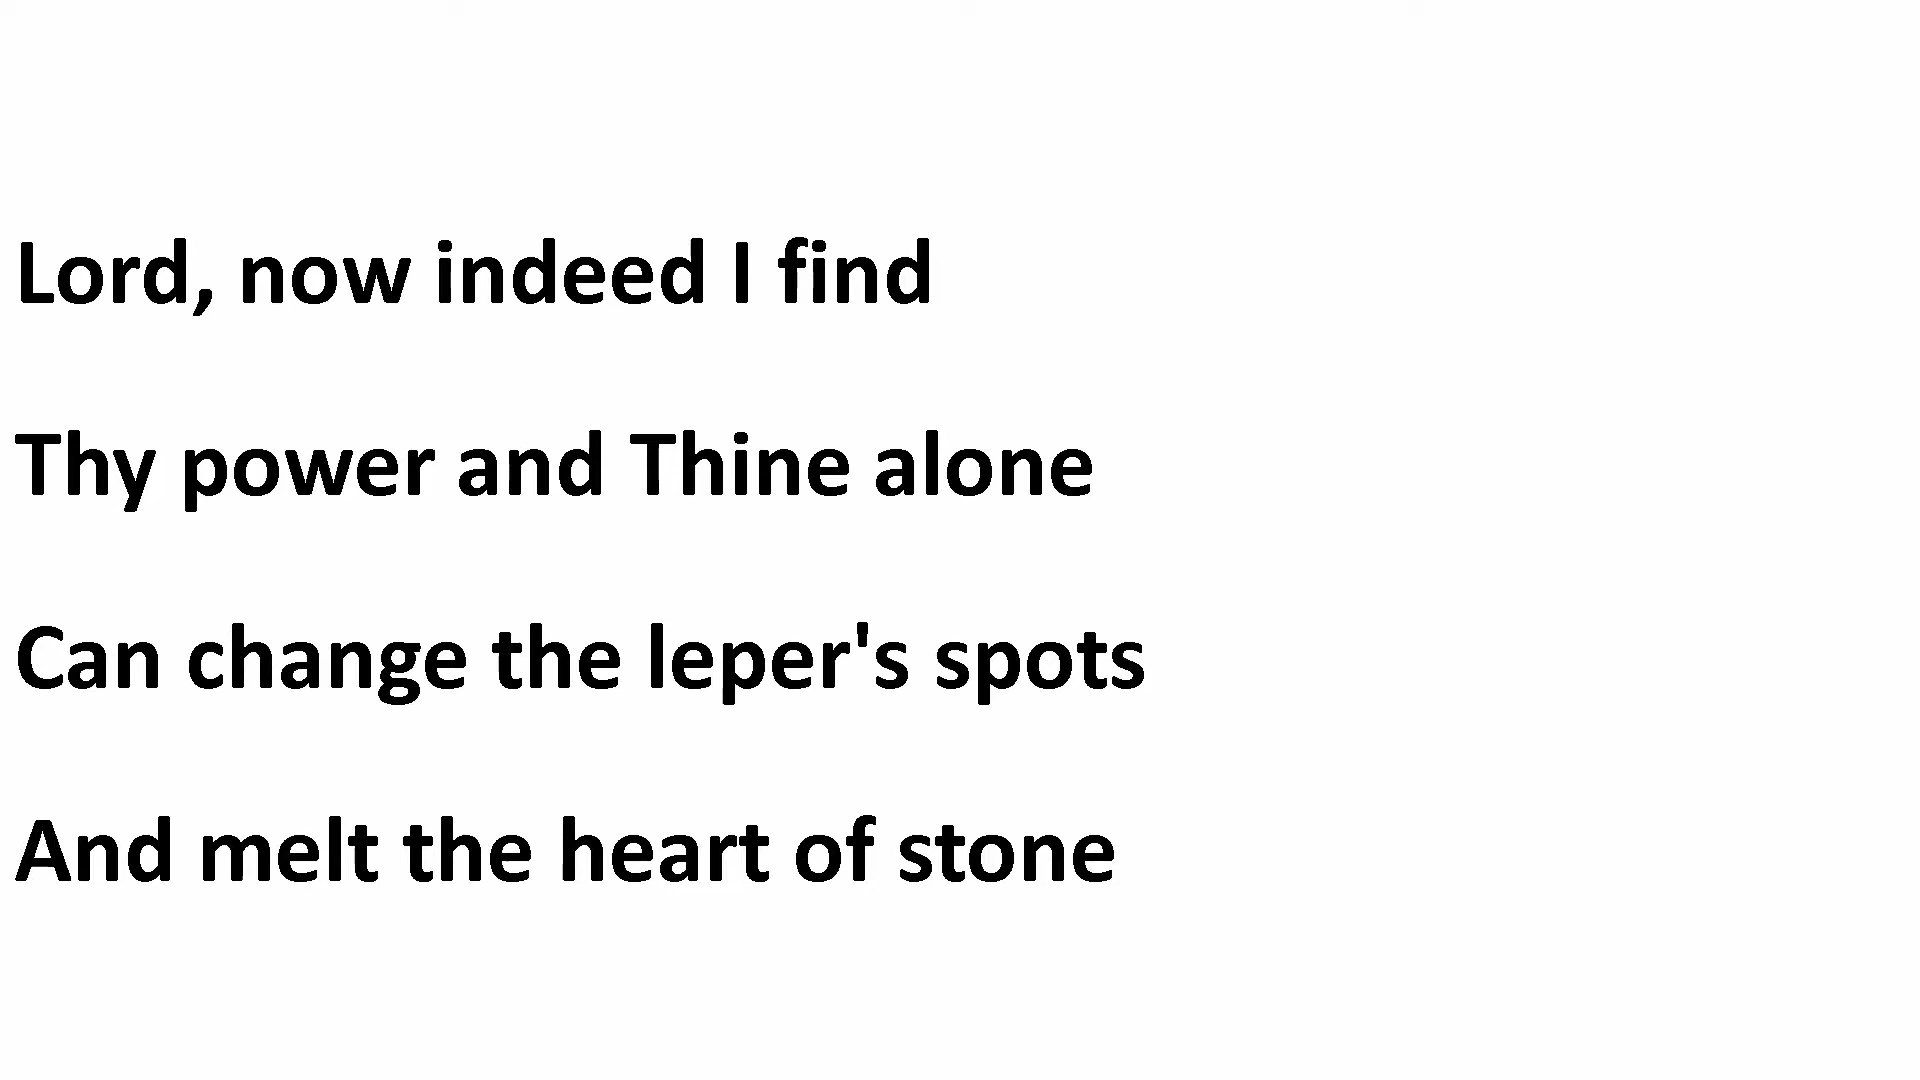 Lord, now indeed I find
Thy power and Thine alone
Can change the leper's spots
And melt the heart of stone